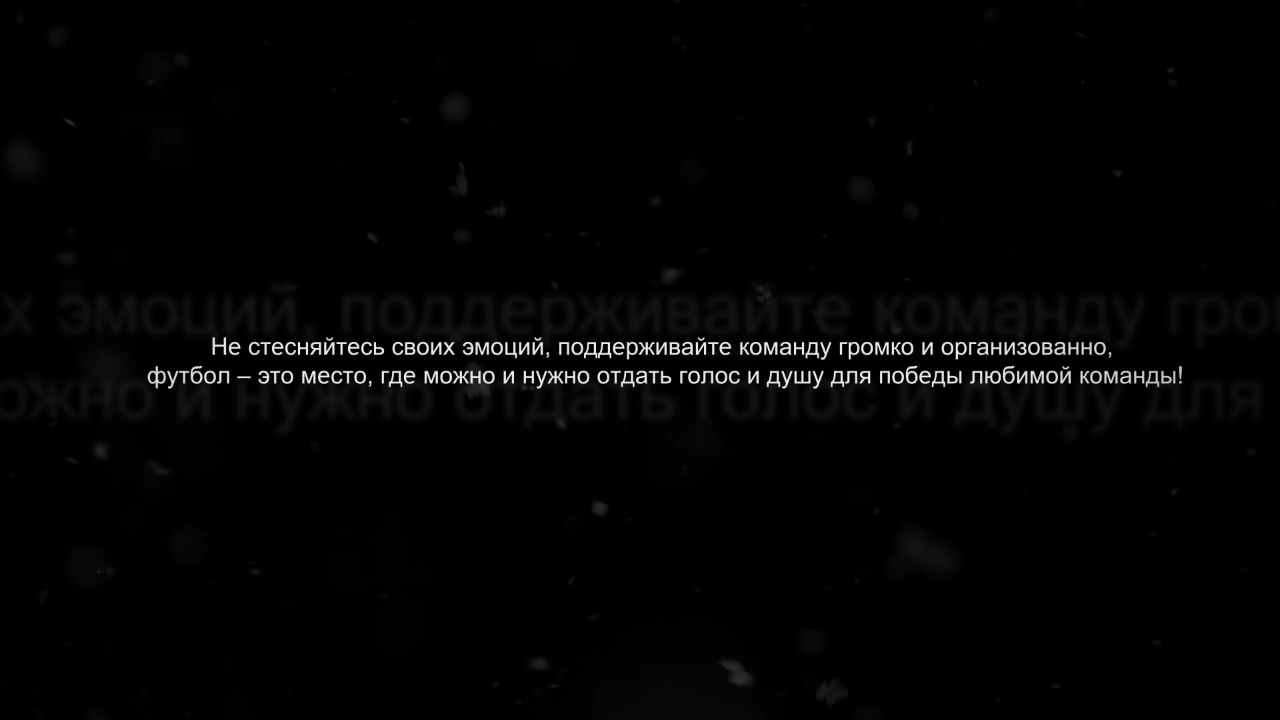 Не стесняйтесь своих эмоций, поддерживайте команду громко и организованно,
футбол – это место, где можно и нужно отдать голос и душу для победы любимой команды!